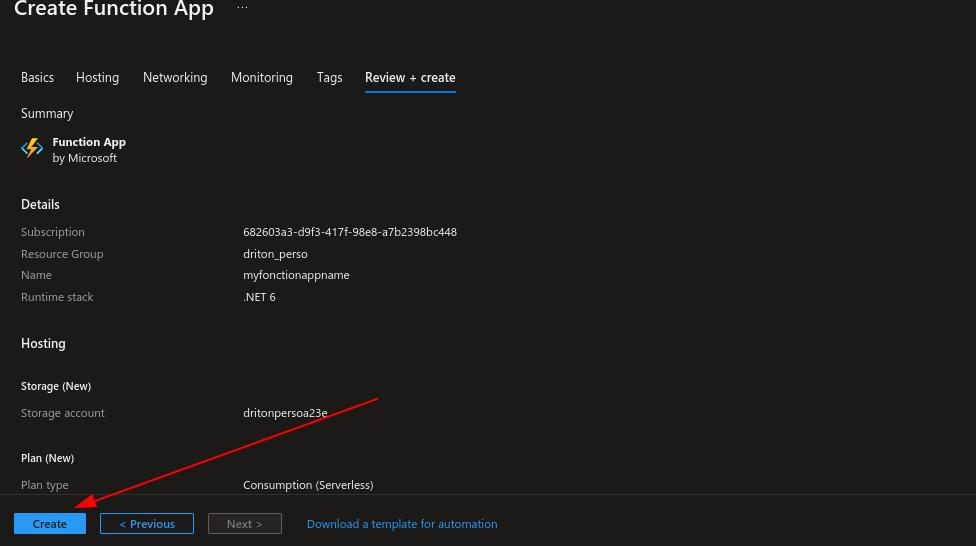 Create Function App ...
Basics Hosting Networking Monitoring Tags Review + create
Summary
Function App
by Microsoft
Details
Subscription 682603a3-d9f3-417f-98e8-a7b2398bc448
Resource Group driton_perso
Name myfonctionappname
Runtime stack .NET 6
Hosting
Storage (New)
Storage account dritonpersoa23e
Plan (New)
Plan type Consumption (Serverless)
Create < Previous Next > Download a template for automation